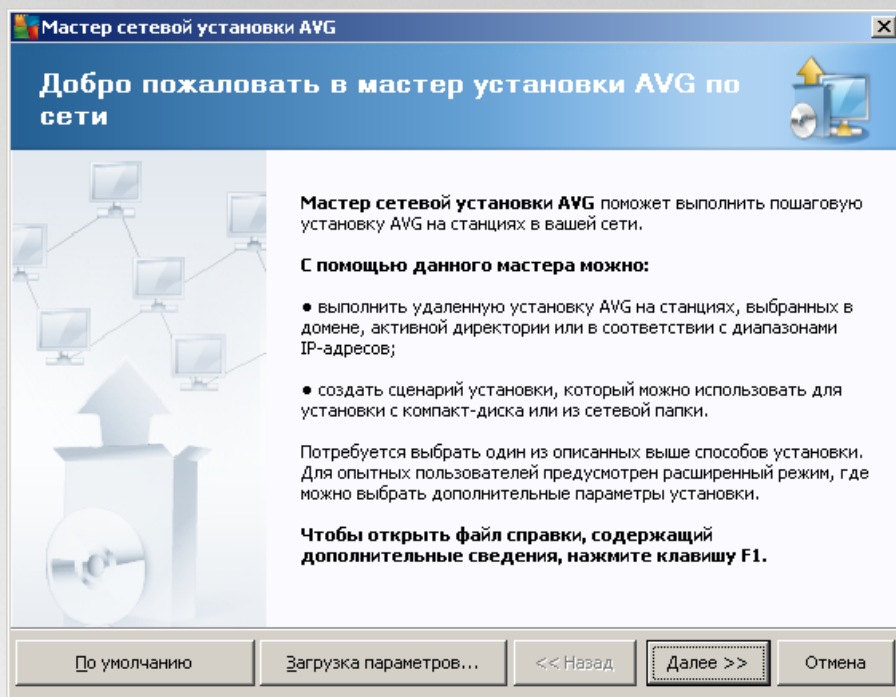 Мастер сетевой установки AVG
Добро пожаловать в мастер установки AVG по
сети
Мастер сетевой установки AVG поможет выполнить пошаговую
установку AVG на станциях в вашей сети.
С помощью данного мастера можно:
● выполнить удаленную установку AVG на станциях, выбранных в
домене, активной директории или в соответствии с диапазонами
IP-адресов;
● создать сценарий установки, который можно использовать для
установки с компакт-диска или из сетевой папки.
Потребуется выбрать один из описанных выше способов установки.
Для опытных пользователей предусмотрен расширенный режим, где
можно выбрать дополнительные параметры установки.
Чтобы открыть файл справки, содержащий
дополнительные сведения, нажмите клавишу F1.
По умолчанию
Загрузка параметров...
<< Назад
Далее >>
Отмена